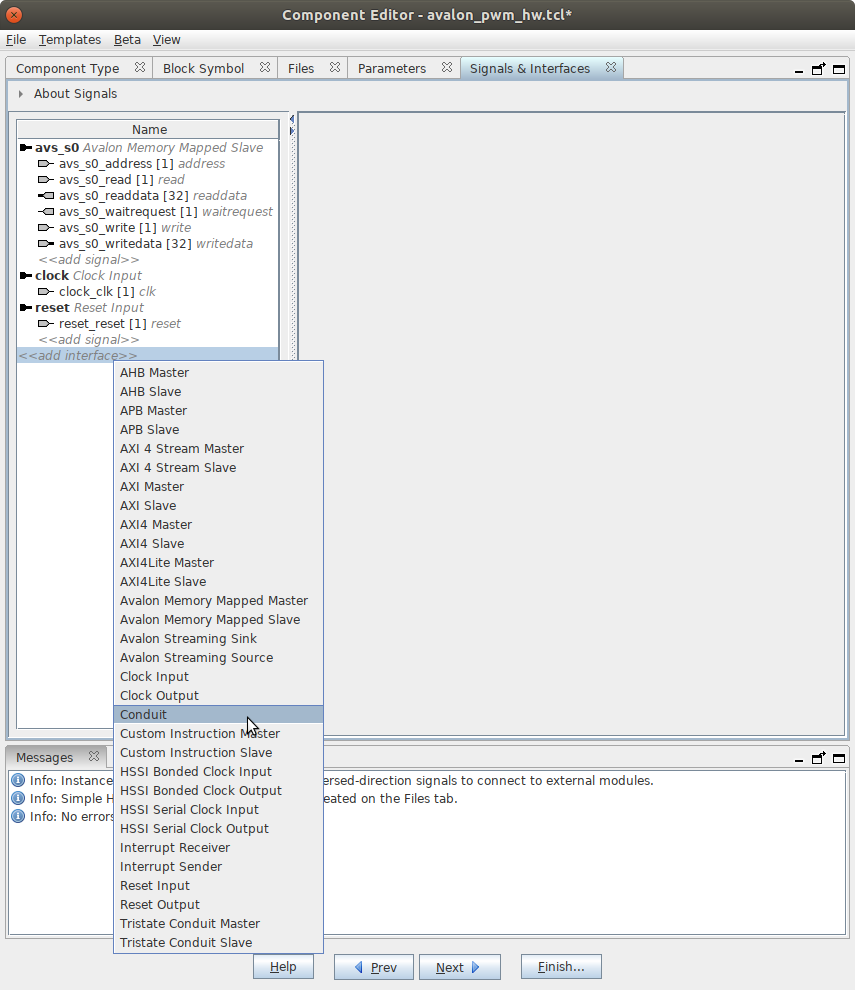 Component Editor - avalon_pwm_hw.tcl*
File Templates Beta View
Component Type Block Symbol Files Parameters Signals & Interfaces
About Signals
Name
avs_s0 Avalon Memory Mapped Slave
avs_s0_address [1] address
avs_s0_read [1] read
avs_s0_readdata [32] readdata
avs_s0_waitrequest [1] waitrequest
avs_s0_write [1] write
avs_s0_writedata [32] writedata
<<add signal>>
clock Clock Input
clock_clk [1] clk
reset Reset Input
reset_reset [1] reset
<<add signal>>
<<add interface>>
AHB Master
AHB Slave
APB Master
APB Slave
AXI 4 Stream Master
AXI 4 Stream Slave
AXI Master
AXI Slave
AXI4 Master
AXI4 Slave
AXI4Lite Master
AXI4Lite Slave
Avalon Memory Mapped Master
Avalon Memory Mapped Slave
Avalon Streaming Sink
Avalon Streaming Source
Clock Input
Clock Output
Conduit
Custom Instruction Master
Custom Instruction Slave
HSSI Bonded Clock Input
HSSI Bonded Clock Output
HSSI Serial Clock Input
HSSI Serial Clock Output
Interrupt Receiver
Interrupt Sender
Reset Input
Reset Output
Tristate Conduit Master
Tristate Conduit Slave
Messages
Info: Instance ersed-direction signals to connect to external modules.
Info: Simple H eated on the Files tab.
Info: No errors
Help Prev Next Finish...